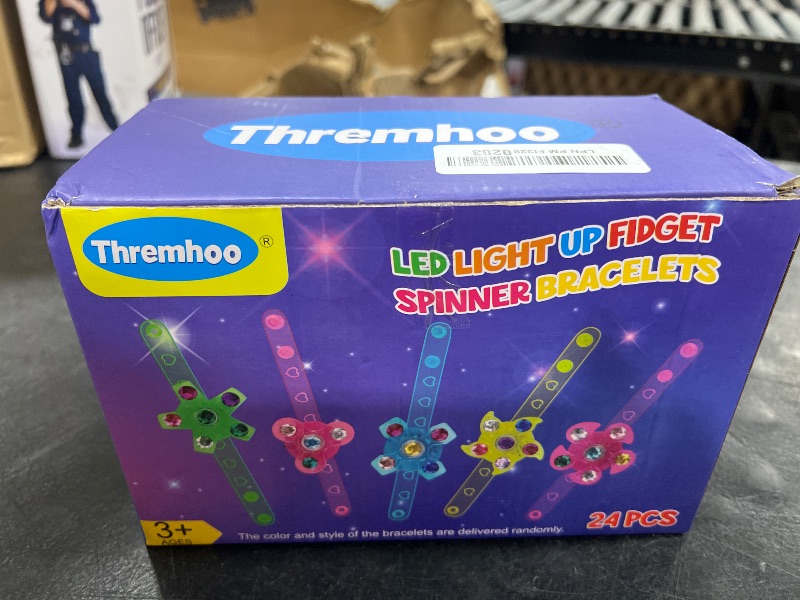 Thremhoo ®
Thremhoo ®
LED LIGHT UP FIDGET
SPINNER BRACELETS
3+
AGES
The color and style of the bracelets are delivered randomly.
24 PCS